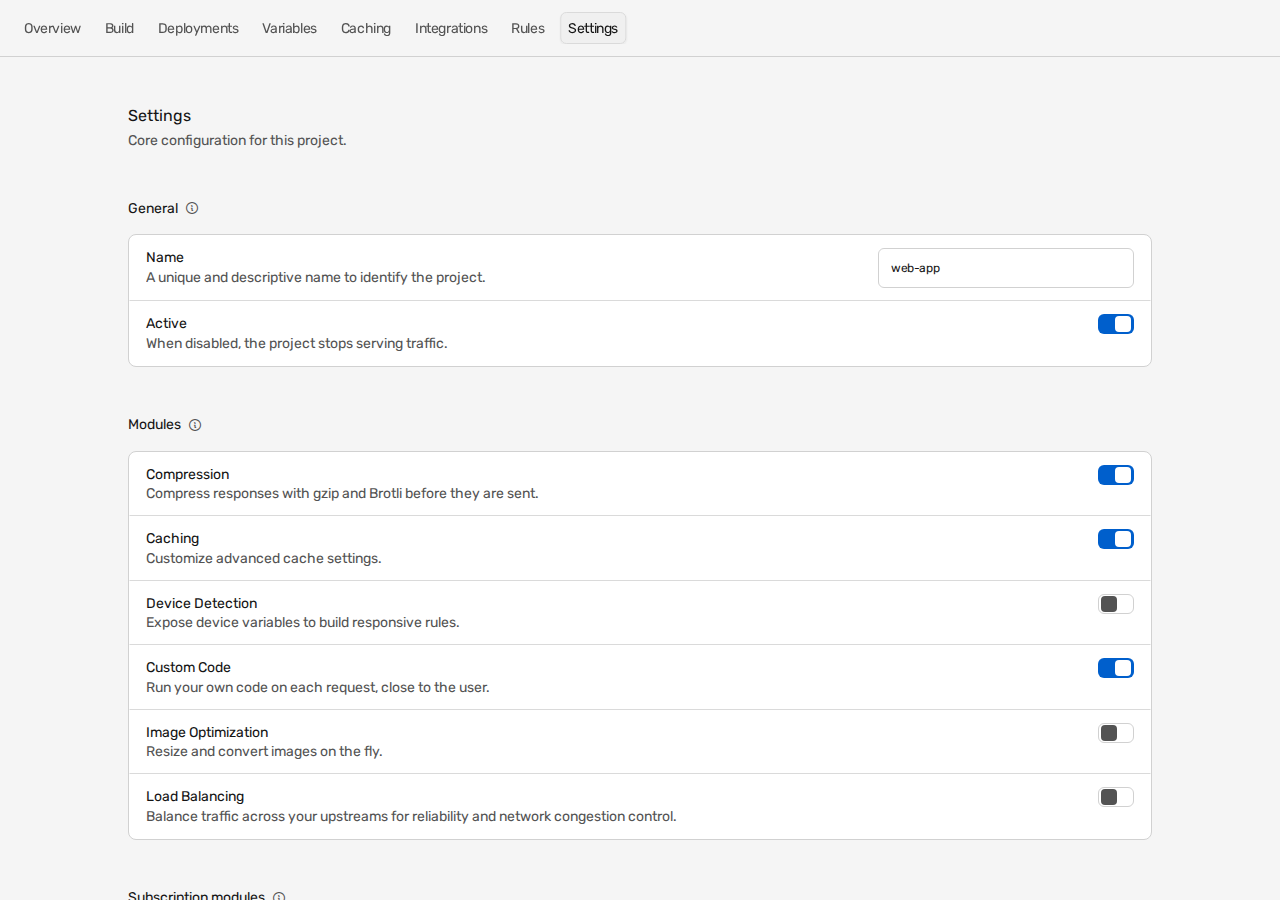 Overview Build Deployments Variables Caching Integrations Rules Settings
Settings
Core configuration for this project.
General
Name
A unique and descriptive name to identify the project.
web-app
Active
When disabled, the project stops serving traffic.
Modules
Compression
Compress responses with gzip and Brotli before they are sent.
Caching
Customize advanced cache settings.
Device Detection
Expose device variables to build responsive rules.
Custom Code
Run your own code on each request, close to the user.
Image Optimization
Resize and convert images on the fly.
Load Balancing
Balance traffic across your upstreams for reliability and network congestion control.
Subscription modules